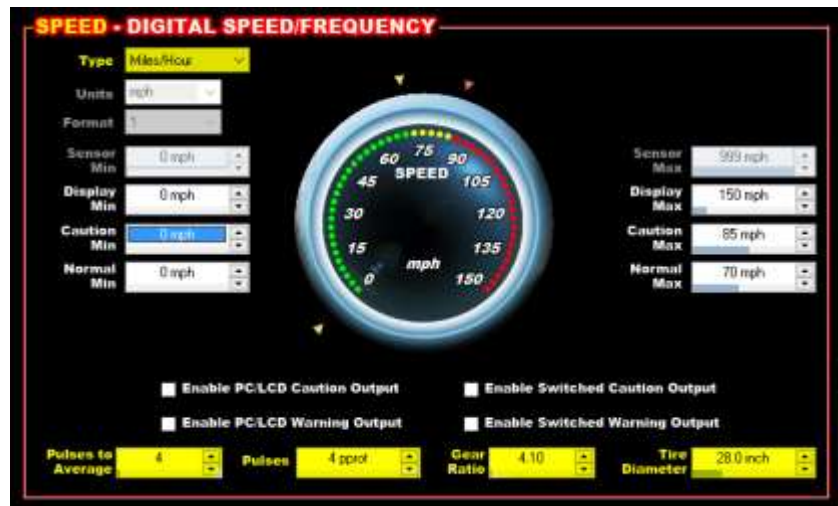 SPEED - DIGITAL SPEED/FREQUENCY
Type Miles/Hour
Units mph
Format 1
Sensor Min 0 mph
Display Min 0 mph
Caution Min 0 mph
Normal Min 0 mph
0 15 30 45 60 75 90 105 120 135 150
SPEED
mph
Sensor Max 999 mph
Display Max 150 mph
Caution Max 85 mph
Normal Max 70 mph
Enable PC/LCD Caution Output
Enable Switched Caution Output
Enable PC/LCD Warning Output
Enable Switched Warning Output
Pulses to Average 4
Pulses 4 pprot
Gear Ratio 4.10
Tire Diameter 28.0 inch